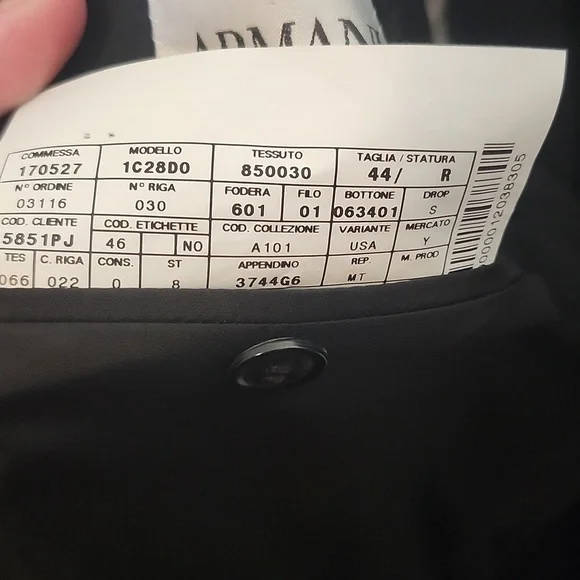 ARMANI
COMMESSA MODELLO TESSUTO TAGLIA / STATURA
170527 1C28D0 850030 44/ R
N° ORDINE N° RIGA FODERA FILO BOTTONE DROP
03116 030 601 01 063401 S
COD. CLIENTE COD. ETICHETTE COD. COLLEZIONE VARIANTE MERCATO
5851PJ 46 NO A101 USA Y
TES C. RIGA CONS. ST APPENDINO REP. M. PROD
066 022 0 8 3744G6 MT
000012038305